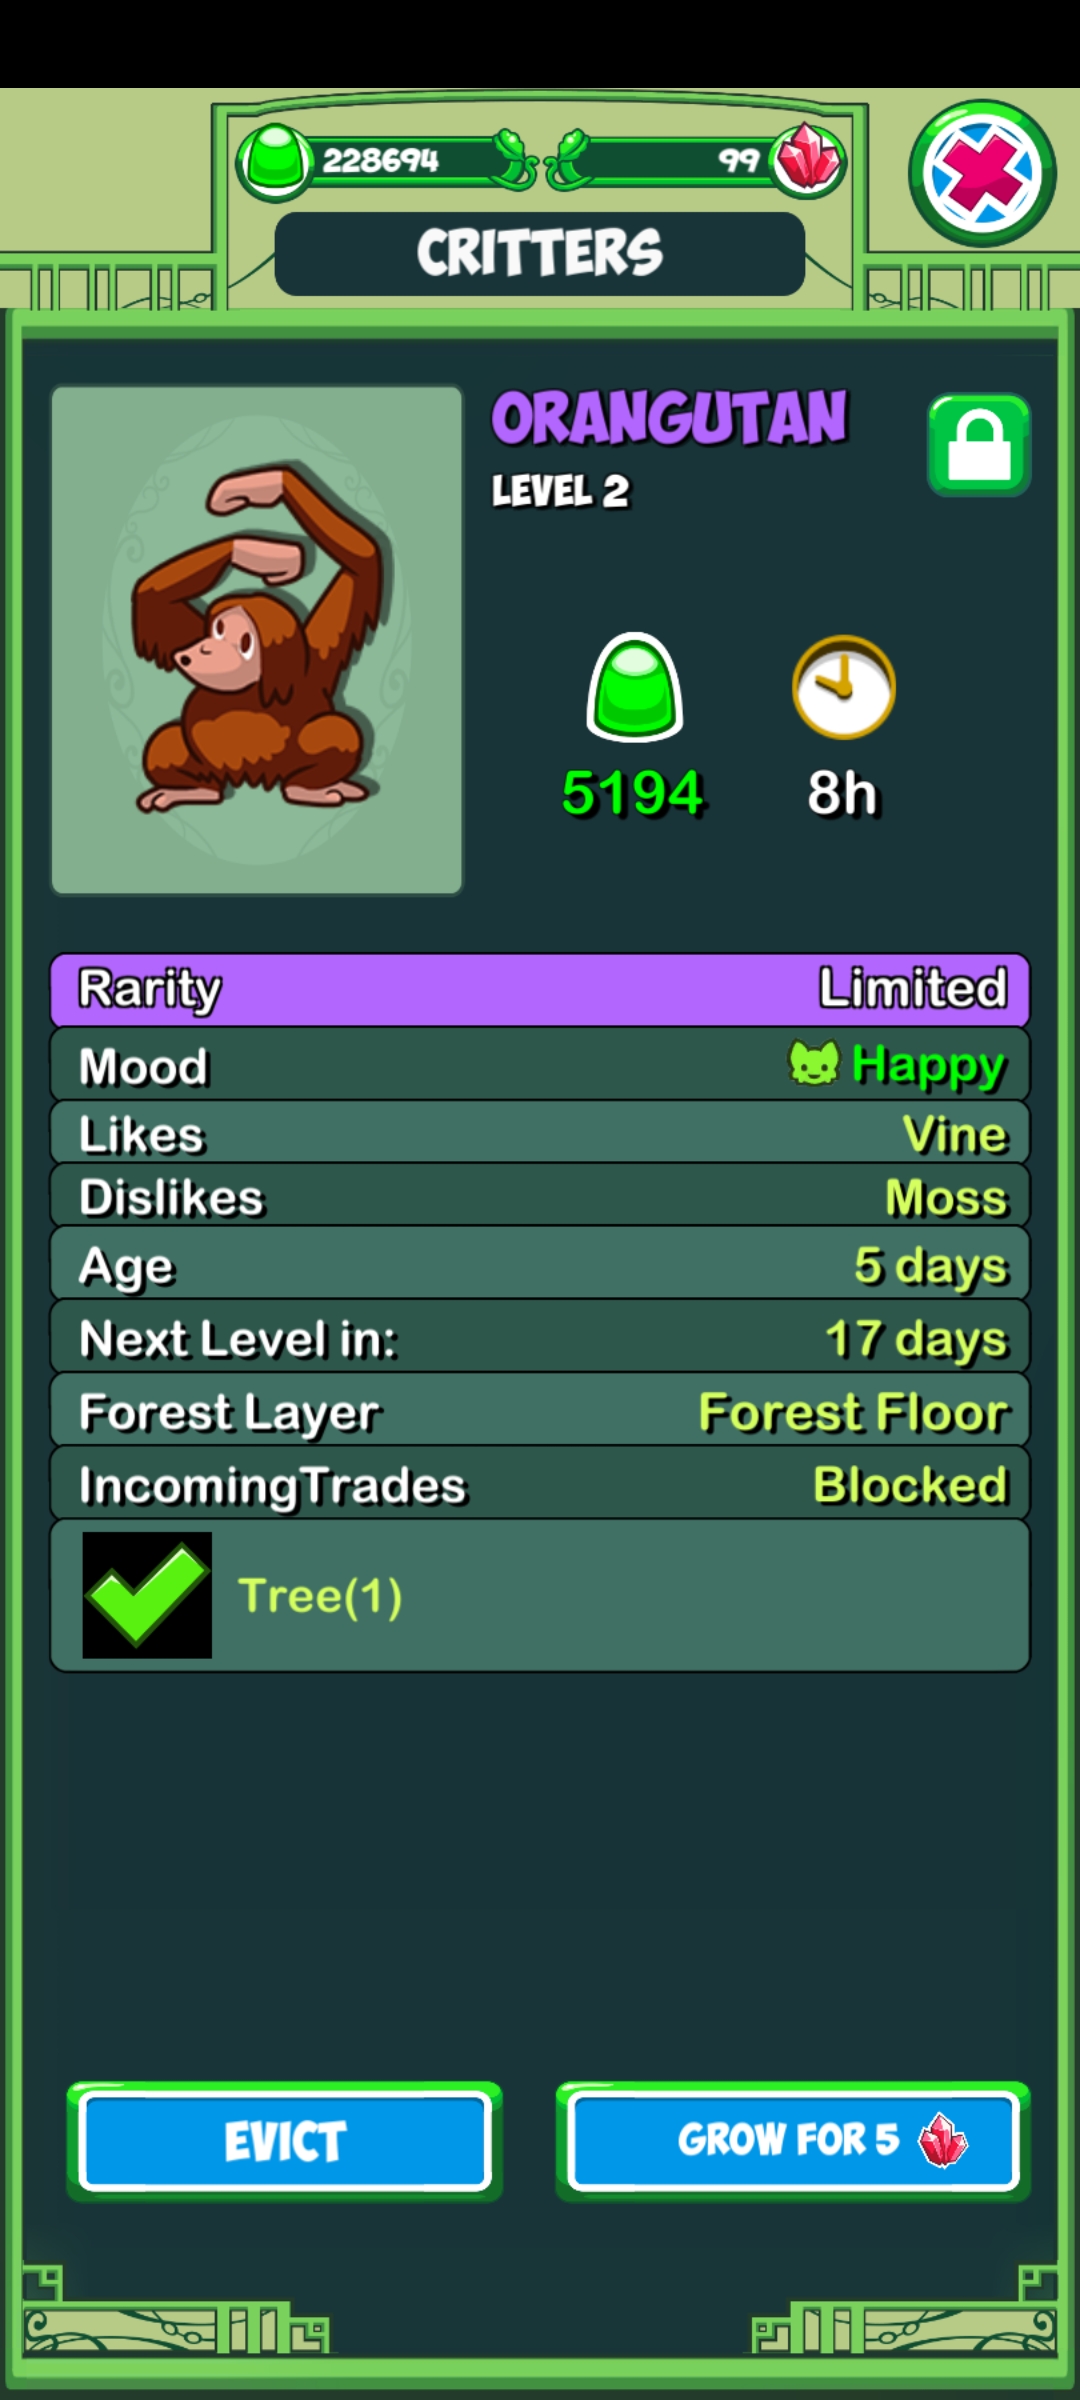 228694
99
CRITTERS
ORANGUTAN
LEVEL 2
5194
8h
Rarity Limited
Mood Happy
Likes Vine
Dislikes Moss
Age 5 days
Next Level in: 17 days
Forest Layer Forest Floor
IncomingTrades Blocked
Tree(1)
EVICT
GROW FOR 5